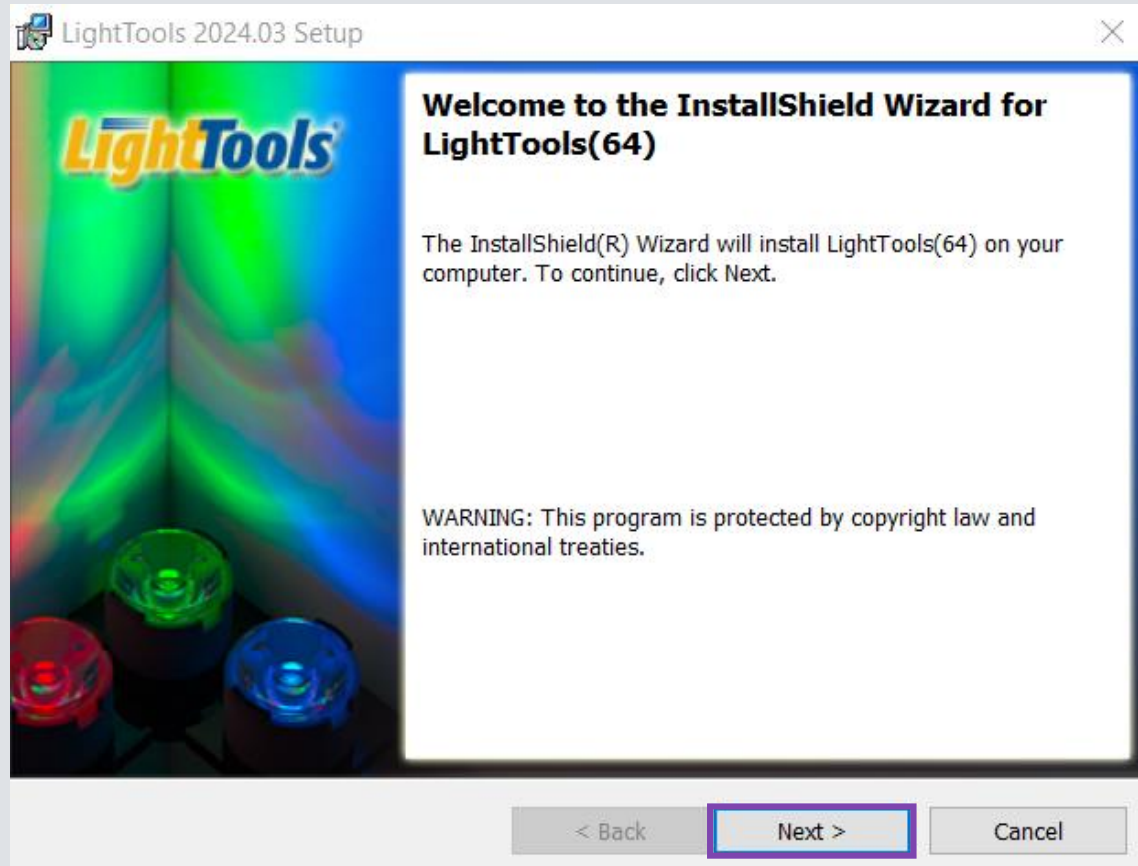 LightTools 2024.03 Setup
LightTools
Welcome to the InstallShield Wizard for
LightTools(64)
The InstallShield(R) Wizard will install LightTools(64) on your
computer. To continue, click Next.
WARNING: This program is protected by copyright law and
international treaties.
< Back
Next >
Cancel